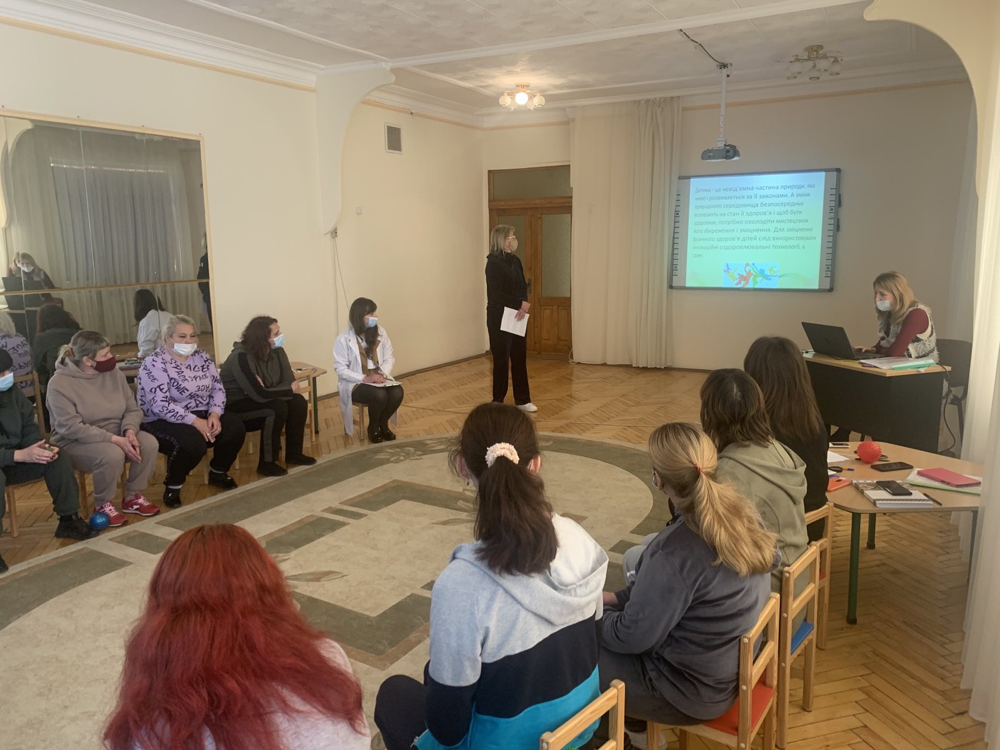 Дитина - це невід'ємна частина природи, яка
живе і розвивається за її законами. А зміни
природного середовища безпосередньо
впливають на стан її здоров'я і щоб бути
здоровим, потрібно оволодіти мистецтвом
його збереження і зміцнення. Для зміцнення
фізичного здоров'я дітей слід використовувати
інноваційні оздоровлювальні технології, а
саме:
SPACE
SPACE
SPACE